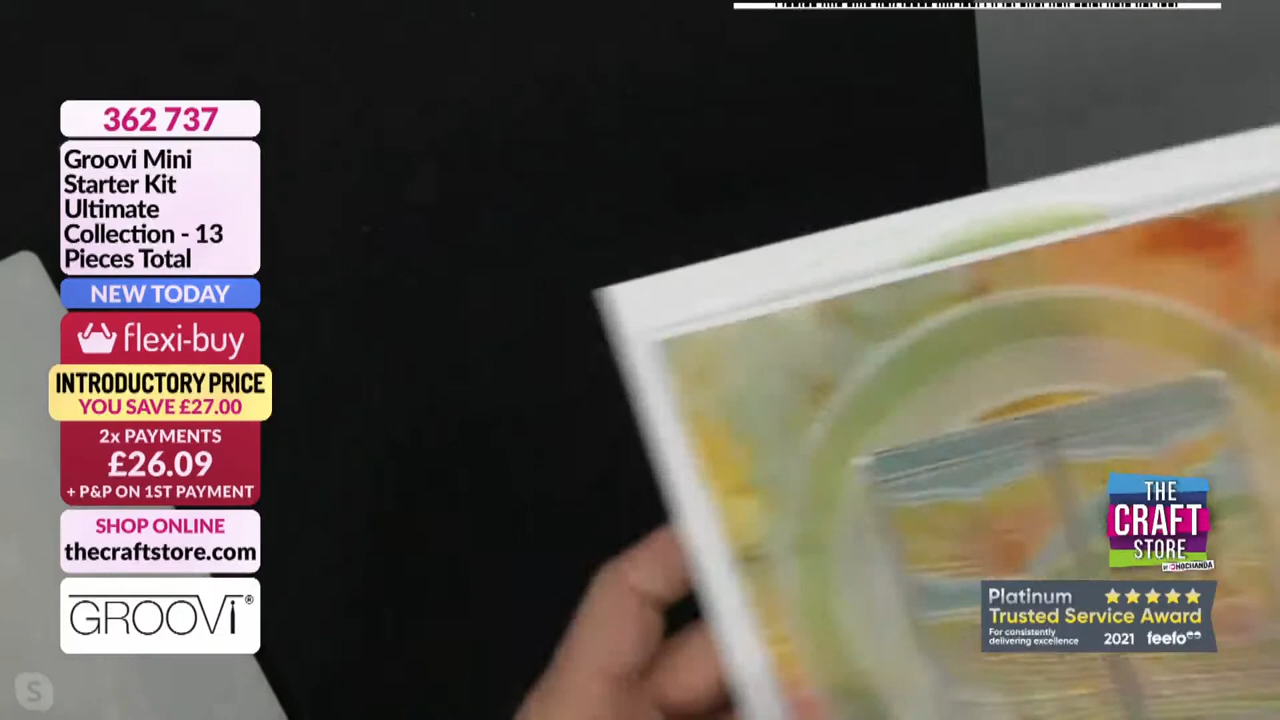 362 737
Groovi Mini
Starter Kit
Ultimate
Collection - 13
Pieces Total
NEW TODAY
flexi-buy
INTRODUCTORY PRICE
YOU SAVE £27.00
2x PAYMENTS
£26.09
+ P&P ON 1ST PAYMENT
SHOP ONLINE
thecraftstore.com
GROOVi®
THE
CRAFT
STORE
BY HOCHANDA
Platinum
Trusted Service Award
For consistently
delivering excellence
2021 feefo
S